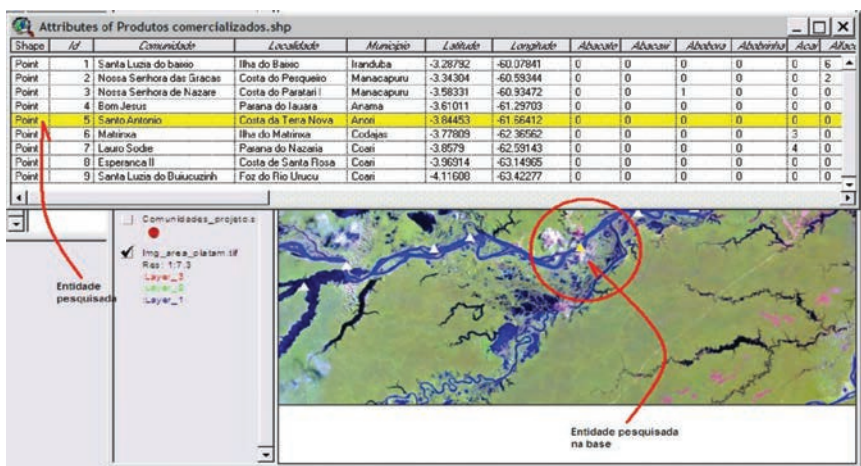 Attributes of Produtos comercializados.shp
Shape Id Comunidade Localidade Município Latitude Longitude Abacate Abacaxi Abobora Abobrinha Acaí Alfac
Point 1 Santa Luzia do baixio Ilha do Baixio Iranduba -3.28792 -60.07841 0 0 0 0 0 6
Point 2 Nossa Senhora das Gracas Costa do Pesqueiro Manacapuru -3.34304 -60.59344 0 0 0 0 0 2
Point 3 Nossa Senhora de Nazare Costa do Paratari I Manacapuru -3.58331 -60.93472 0 0 1 0 0 0
Point 4 Bom Jesus Parana do Iauara Anama -3.61011 -61.29703 0 0 0 0 0 0
Point 5 Santo Antonio Costa da Terra Nova Anori -3.84453 -61.66412 0 0 0 0 0 0
Point 6 Matrinxa Ilha do Matrinxa Codajas -3.77809 -62.36562 0 0 0 0 3 0
Point 7 Lauro Sodre Parana do Nazaria Coari -3.8579 -62.59143 0 0 0 0 4 0
Point 8 Esperanca II Costa de Santa Rosa Coari -3.96914 -63.14965 0 0 0 0 0 0
Point 9 Santa Luzia do Buiucuzinh Foz do Rio Urucu Coari -4.11608 -63.42277 0 0 0 0 0 0
Comunidades_projeto.s
Img_area_piatam.tif
Res: 1:7.3
Layer_3
Layer_2
Layer_1
Entidade
pesquisada
Entidade pesquisada
na base